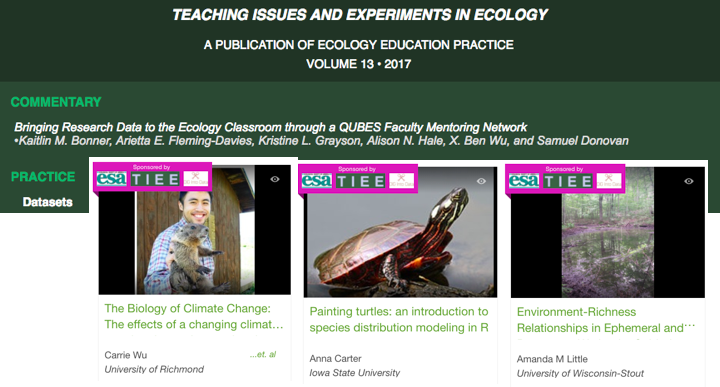 TEACHING ISSUES AND EXPERIMENTS IN ECOLOGY
A PUBLICATION OF ECOLOGY EDUCATION PRACTICE
VOLUME 13 • 2017
COMMENTARY
Bringing Research Data to the Ecology Classroom through a QUBES Faculty Mentoring Network
•Kaitlin M. Bonner, Arietta E. Fleming-Davies, Kristine L. Grayson, Alison N. Hale, X. Ben Wu, and Samuel Donovan
PRACTICE
Datasets
Sponsored by
esa TIEE
The Biology of Climate Change:
The effects of a changing climat…
Carrie Wu
...et. al
University of Richmond
Sponsored by
esa TIEE
Painting turtles: an introduction to
species distribution modeling in R
Anna Carter
Iowa State University
Sponsored by
esa TIEE
Environment-Richness
Relationships in Ephemeral and…
Amanda M Little
University of Wisconsin-Stout